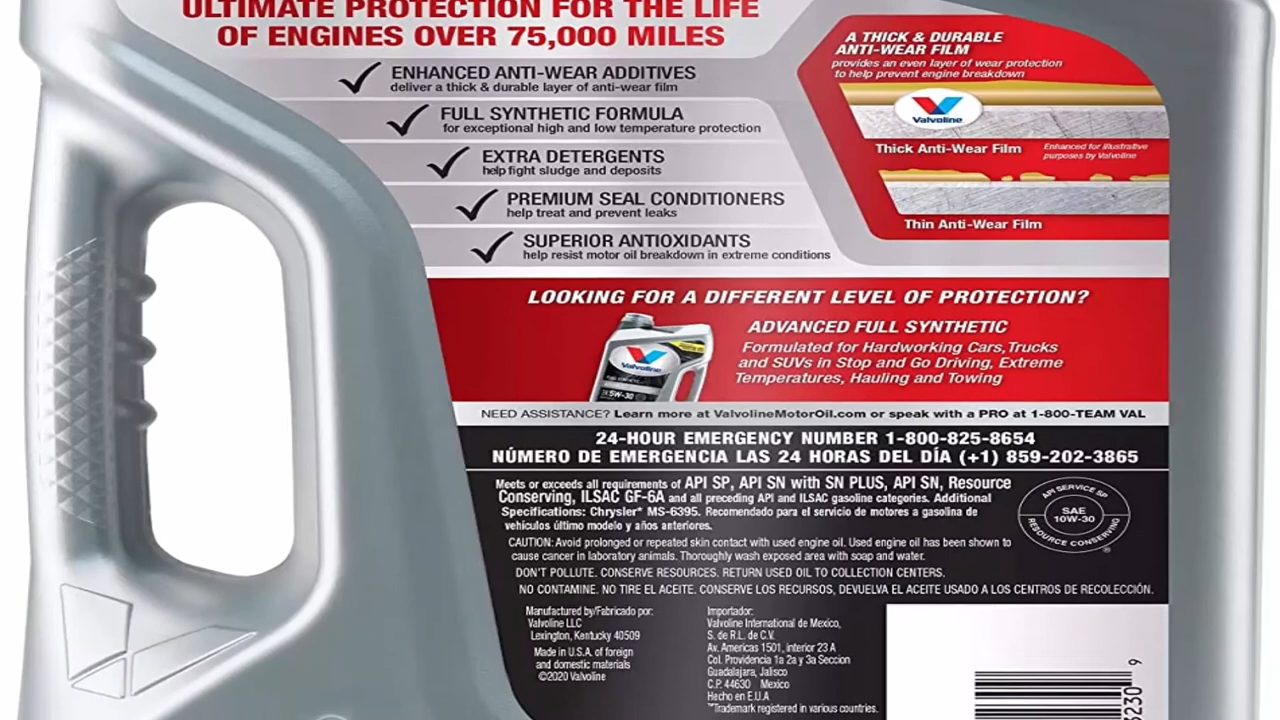 ULTIMATE PROTECTION FOR THE LIFE
OF ENGINES OVER 75,000 MILES
ENHANCED ANTI-WEAR ADDITIVES
deliver a thick & durable layer of anti-wear film
FULL SYNTHETIC FORMULA
for exceptional high and low temperature protection
EXTRA DETERGENTS
help fight sludge and deposits
PREMIUM SEAL CONDITIONERS
help treat and prevent leaks
SUPERIOR ANTIOXIDANTS
help resist motor oil breakdown in extreme conditions
A THICK & DURABLE
ANTI-WEAR FILM
provides an even layer of wear protection
to help prevent engine breakdown
Valvoline
Thick Anti-Wear Film
Enhanced for illustrative
purposes by Valvoline
Thin Anti-Wear Film
LOOKING FOR A DIFFERENT LEVEL OF PROTECTION?
Valvoline
5W-30
ADVANCED FULL SYNTHETIC
Formulated for Hardworking Cars, Trucks
and SUVs in Stop and Go Driving, Extreme
Temperatures, Hauling and Towing
NEED ASSISTANCE? Learn more at ValvolineMotorOil.com or speak with a PRO at 1-800-TEAM VAL
24-HOUR EMERGENCY NUMBER 1-800-825-8654
NÚMERO DE EMERGENCIA LAS 24 HORAS DEL DÍA (+1) 859-202-3865
Meets or exceeds all requirements of API SP, API SN with SN PLUS, API SN, Resource
Conserving, ILSAC GF-6A and all preceding API and ILSAC gasoline categories. Additional
Specifications: Chrysler* MS-6395. Recomendado para el servicio de motores a gasolina de
vehículos último modelo y años anteriores.
API SERVICE SP
SAE
10W-30
RESOURCE CONSERVING
®
CAUTION: Avoid prolonged or repeated skin contact with used engine oil. Used engine oil has been shown to
cause cancer in laboratory animals. Thoroughly wash exposed area with soap and water.
DON'T POLLUTE. CONSERVE RESOURCES. RETURN USED OIL TO COLLECTION CENTERS.
NO CONTAMINE. NO TIRE EL ACEITE. CONSERVE LOS RECURSOS, DEVUELVA EL ACEITE USADO A LOS CENTROS DE RECOLECCIÓN.
Manufactured by/Fabricado por:
Valvoline LLC
Lexington, Kentucky 40509
Made in U.S.A. of foreign
and domestic materials
©2020 Valvoline
Importador:
Valvoline International de Mexico,
S. de R.L. de C.V.
Av. Americas 1501, interior 23 A
Col. Providencia 1a 2a y 3a Seccion
Guadalajara, Jalisco
C.P. 44630 Mexico
Hecho en E.U.A
™Trademark registered in various countries.
6230 9